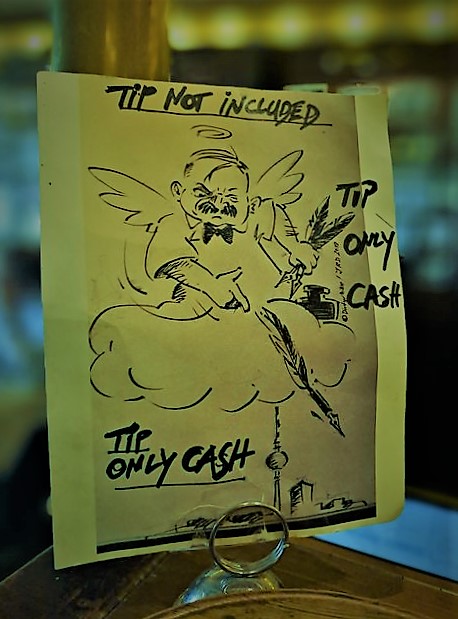 TiP NOT iNCLUDED
TiP
ONLY
CASH
TiP
ONLY CASH